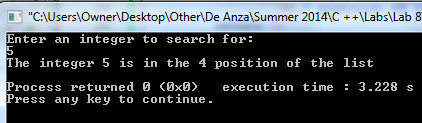 "C:\Users\Owner\Desktop\Other\De Anza\Summer 2014\C ++\Labs\Lab 8
Enter an integer to search for:
5
The integer 5 is in the 4 position of the list
Process returned 0 (0x0)   execution time : 3.228 s
Press any key to continue.